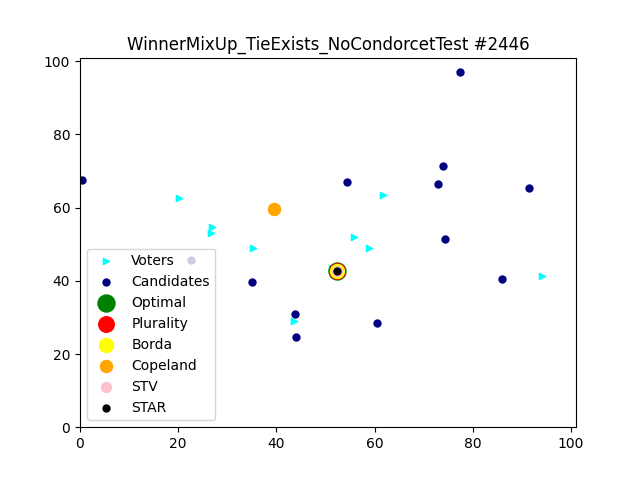 WinnerMixUp_TieExists_NoCondorcetTest #2446
100
80
60
40
20
0
Voters
Candidates
Optimal
Plurality
Borda
Copeland
STV
STAR
0 20 40 60 80 100